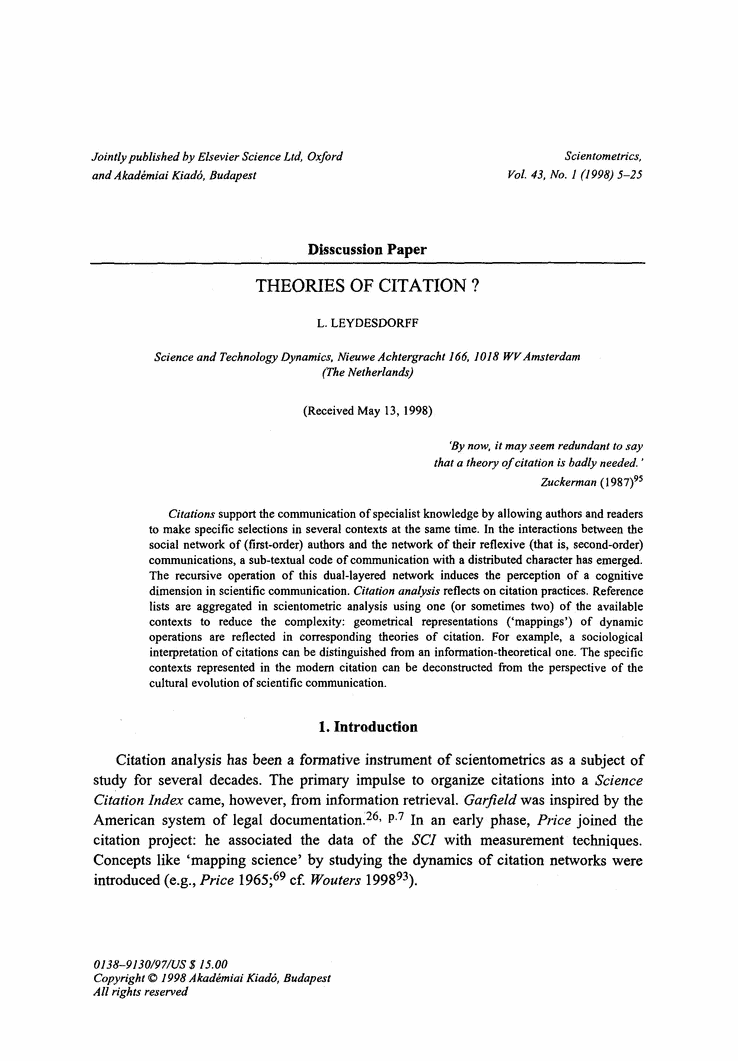 Jointly published by Elsevier Science Ltd, Oxford
and Akadémiai Kiadó, Budapest
Scientometrics,
Vol. 43, No. 1 (1998) 5–25
Disscussion Paper
THEORIES OF CITATION ?
L. LEYDESDORFF
Science and Technology Dynamics, Nieuwe Achtergracht 166, 1018 WV Amsterdam
(The Netherlands)
(Received May 13, 1998)
'By now, it may seem redundant to say
that a theory of citation is badly needed.'
Zuckerman (1987)95
Citations support the communication of specialist knowledge by allowing authors and readers
to make specific selections in several contexts at the same time. In the interactions between the
social network of (first-order) authors and the network of their reflexive (that is, second-order)
communications, a sub-textual code of communication with a distributed character has emerged.
The recursive operation of this dual-layered network induces the perception of a cognitive
dimension in scientific communication. Citation analysis reflects on citation practices. Reference
lists are aggregated in scientometric analysis using one (or sometimes two) of the available
contexts to reduce the complexity: geometrical representations ('mappings') of dynamic
operations are reflected in corresponding theories of citation. For example, a sociological
interpretation of citations can be distinguished from an information-theoretical one. The specific
contexts represented in the modern citation can be deconstructed from the perspective of the
cultural evolution of scientific communication.
1. Introduction
Citation analysis has been a formative instrument of scientometrics as a subject of
study for several decades. The primary impulse to organize citations into a Science
Citation Index came, however, from information retrieval. Garfield was inspired by the
American system of legal documentation.26, p.7 In an early phase, Price joined the
citation project: he associated the data of the SCI with measurement techniques.
Concepts like 'mapping science' by studying the dynamics of citation networks were
introduced (e.g., Price 1965;69 cf. Wouters 199893).
0138–9130/97/US $ 15.00
Copyright © 1998 Akadémiai Kiadó, Budapest
All rights reserved